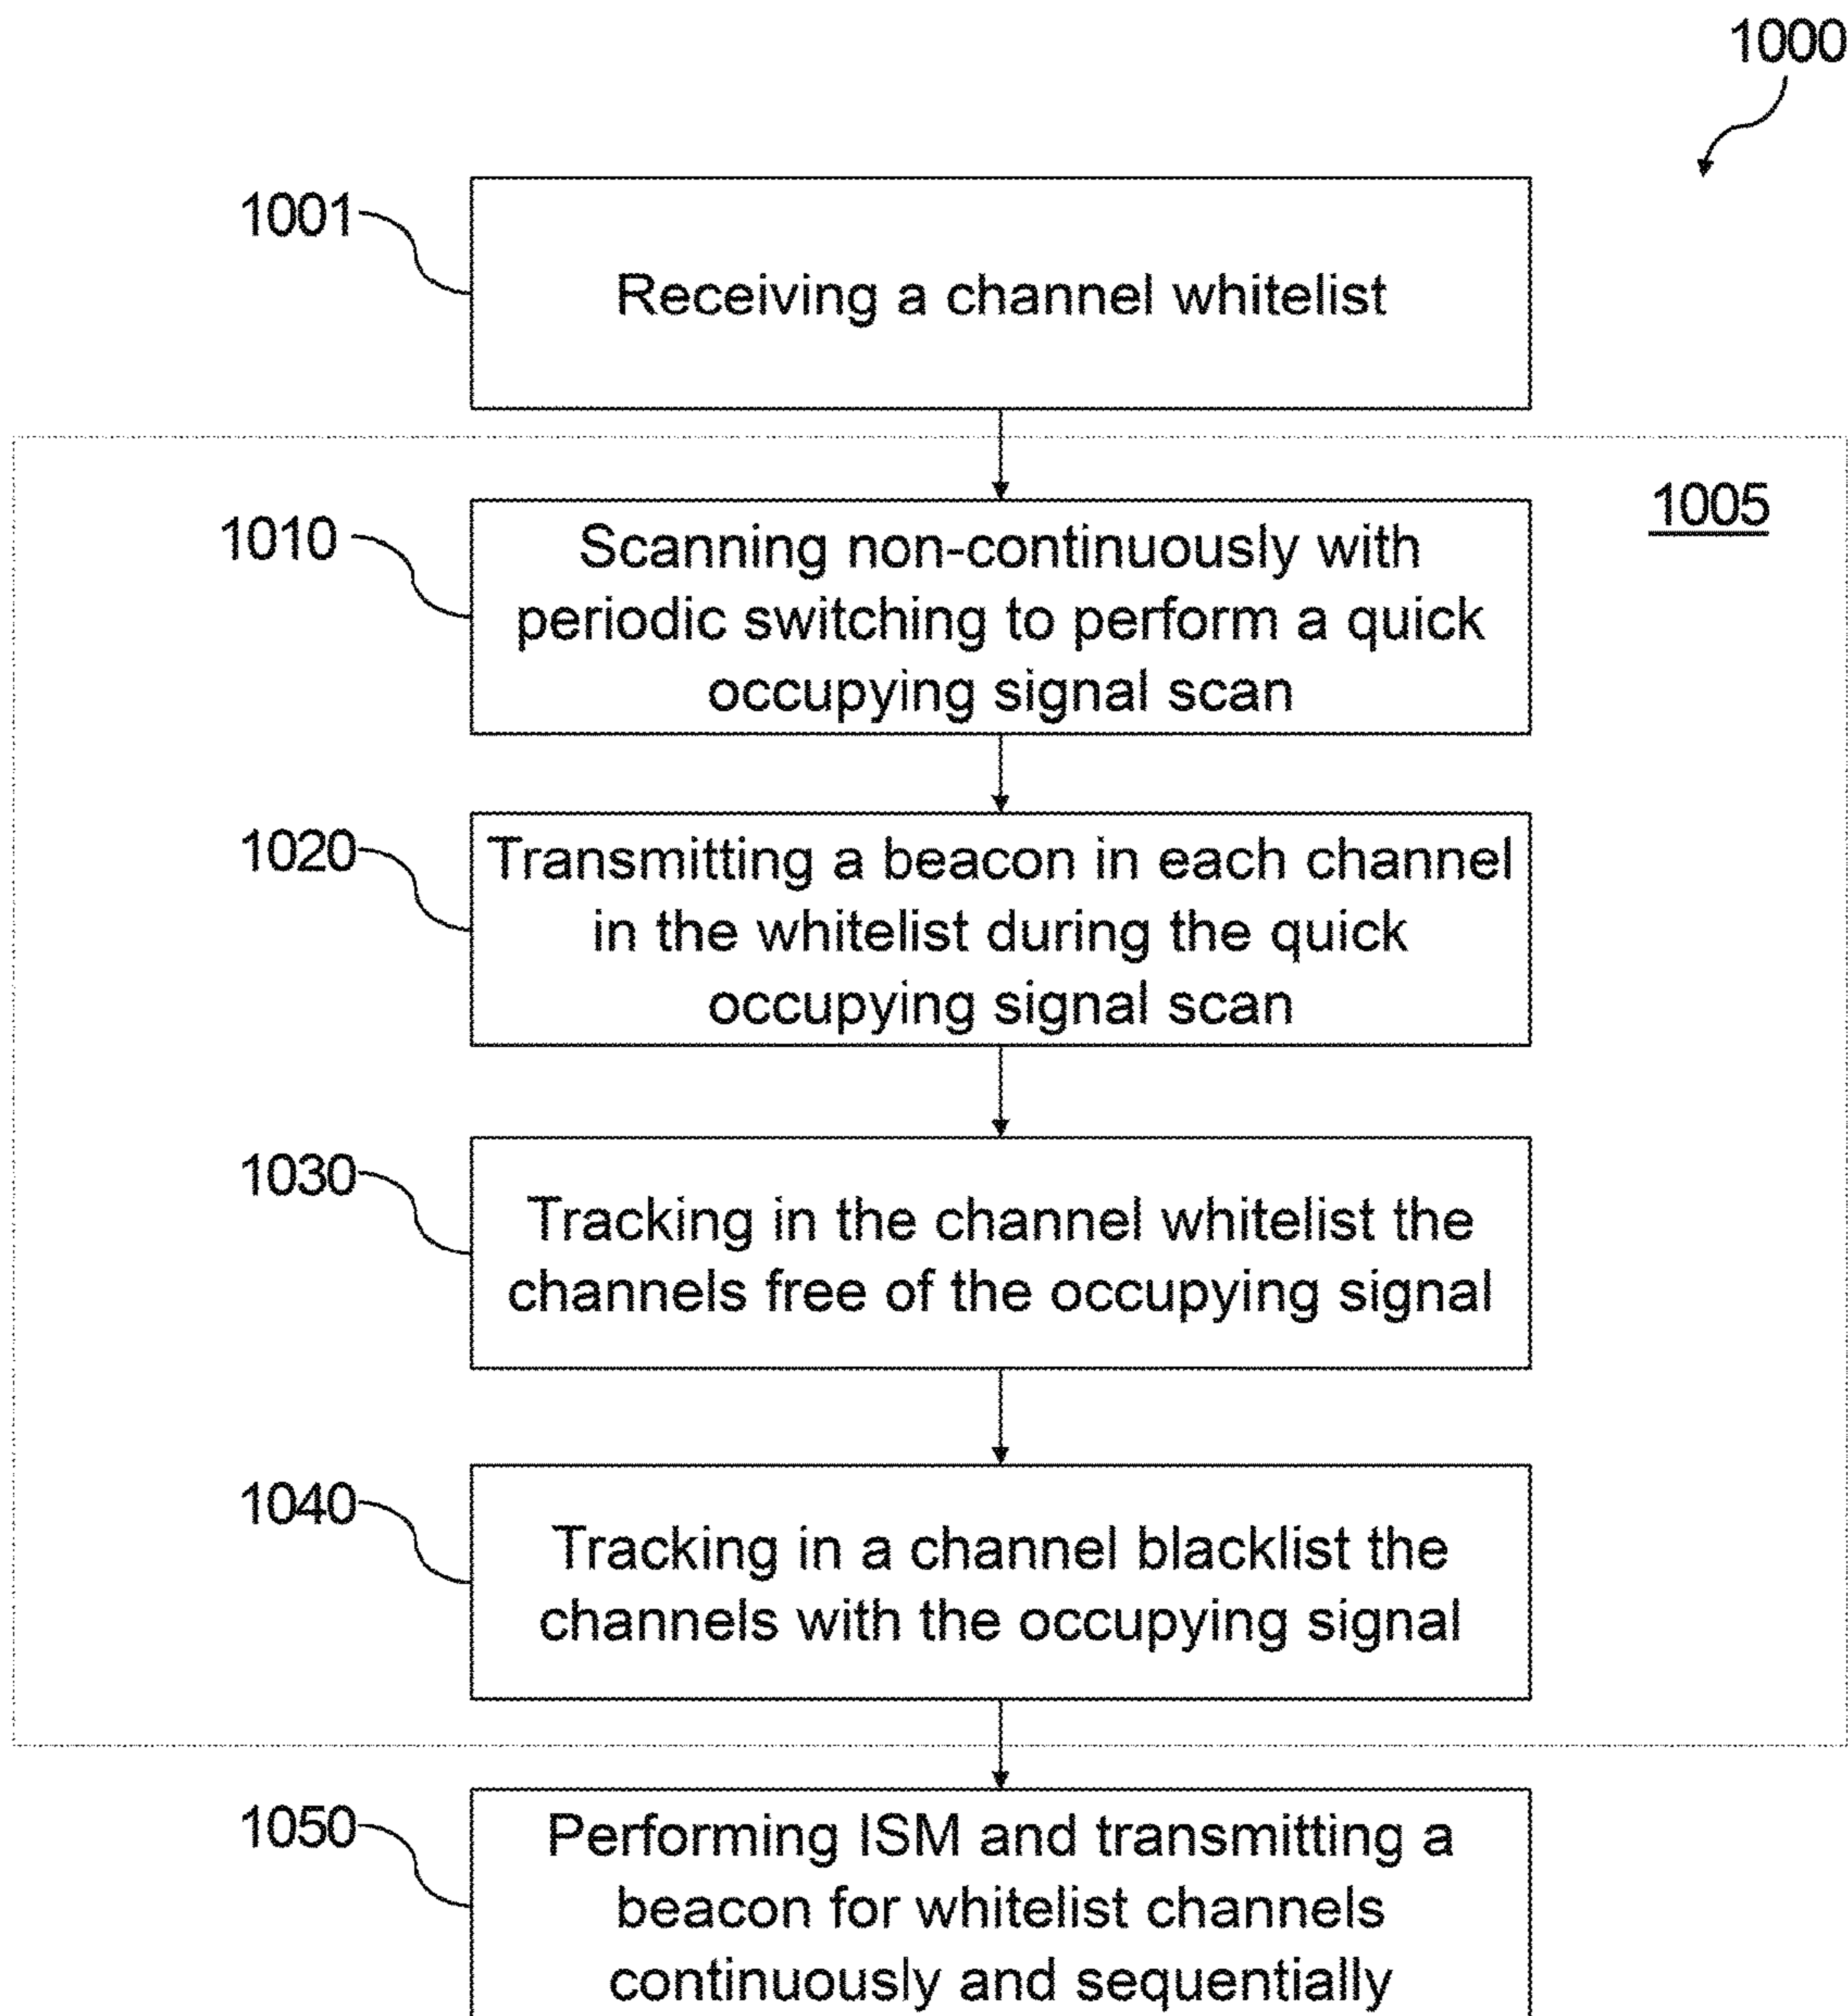 1000
1001
Receiving a channel whitelist
1005
1010
Scanning non-continuously with
periodic switching to perform a quick
occupying signal scan
1020
Transmitting a beacon in each channel
in the whitelist during the quick
occupying signal scan
1030
Tracking in the channel whitelist the
channels free of the occupying signal
1040
Tracking in a channel blacklist the
channels with the occupying signal
1050
Performing ISM and transmitting a
beacon for whitelist channels
continuously and sequentially